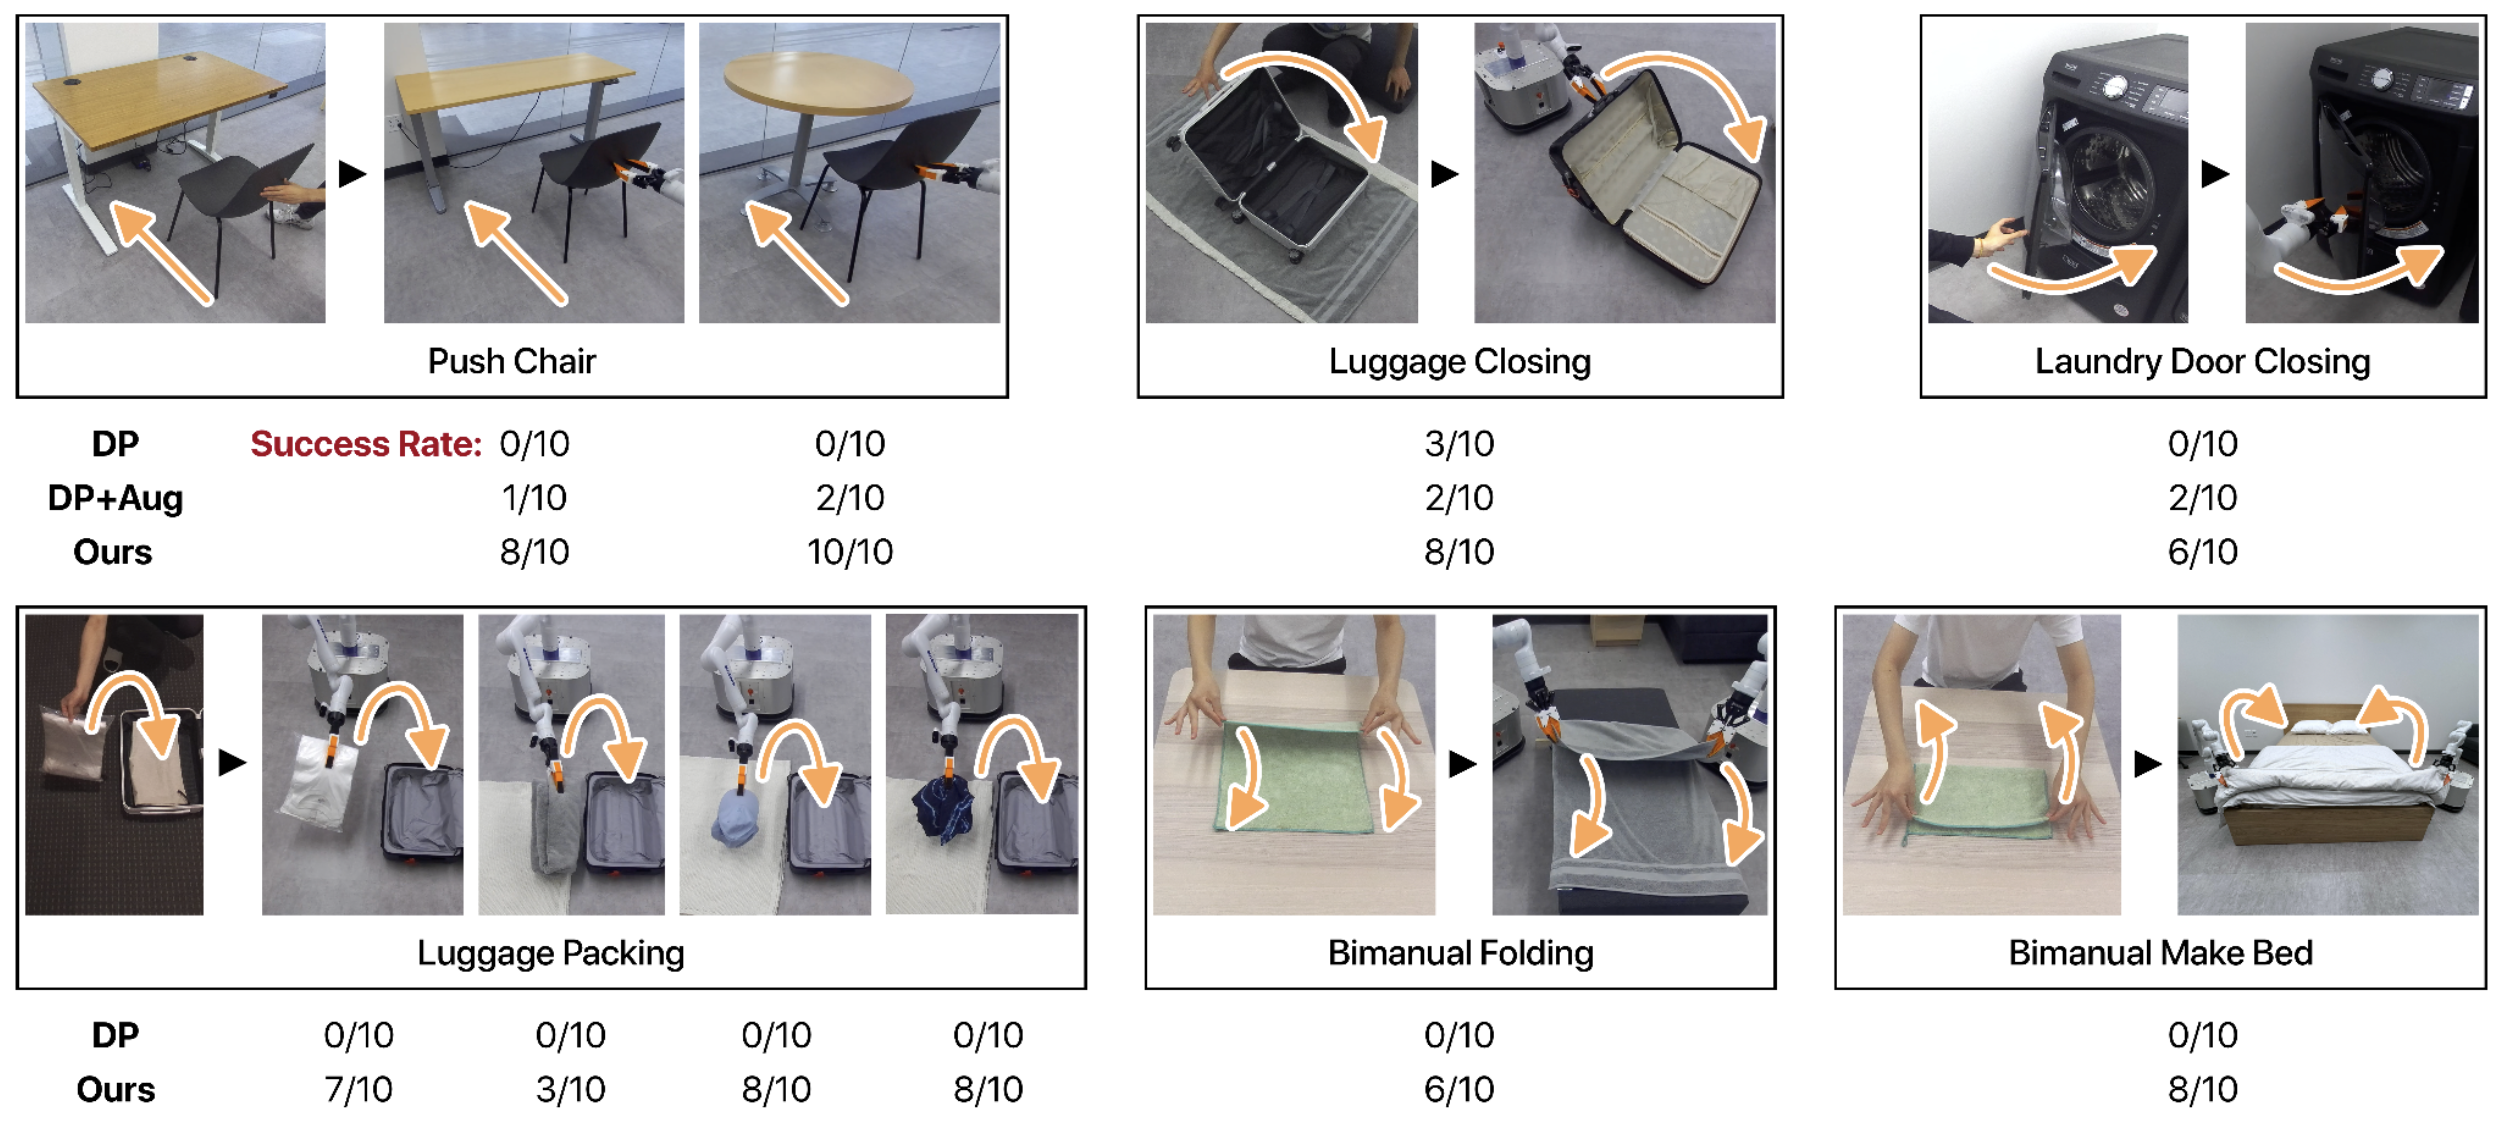 Push Chair
Luggage Closing
Laundry Door Closing
DP Success Rate: 0/10 0/10 3/10 0/10
DP+Aug 1/10 2/10 2/10 2/10
Ours 8/10 10/10 8/10 6/10
Luggage Packing
Bimanual Folding
Bimanual Make Bed
DP 0/10 0/10 0/10 0/10 0/10 0/10
Ours 7/10 3/10 8/10 8/10 6/10 8/10